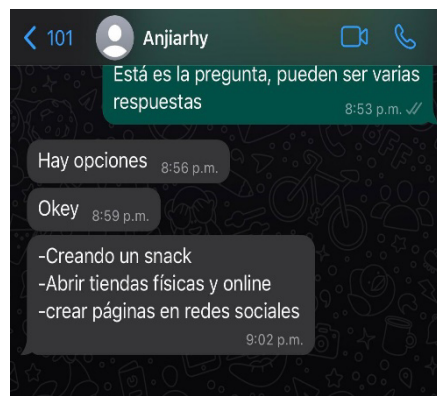 101
Anjiarhy
Está es la pregunta, pueden ser varias
respuestas
8:53 p.m.
Hay opciones 8:56 p.m.
Okey 8:59 p.m.
-Creando un snack
-Abrir tiendas físicas y online
-crear páginas en redes sociales
9:02 p.m.